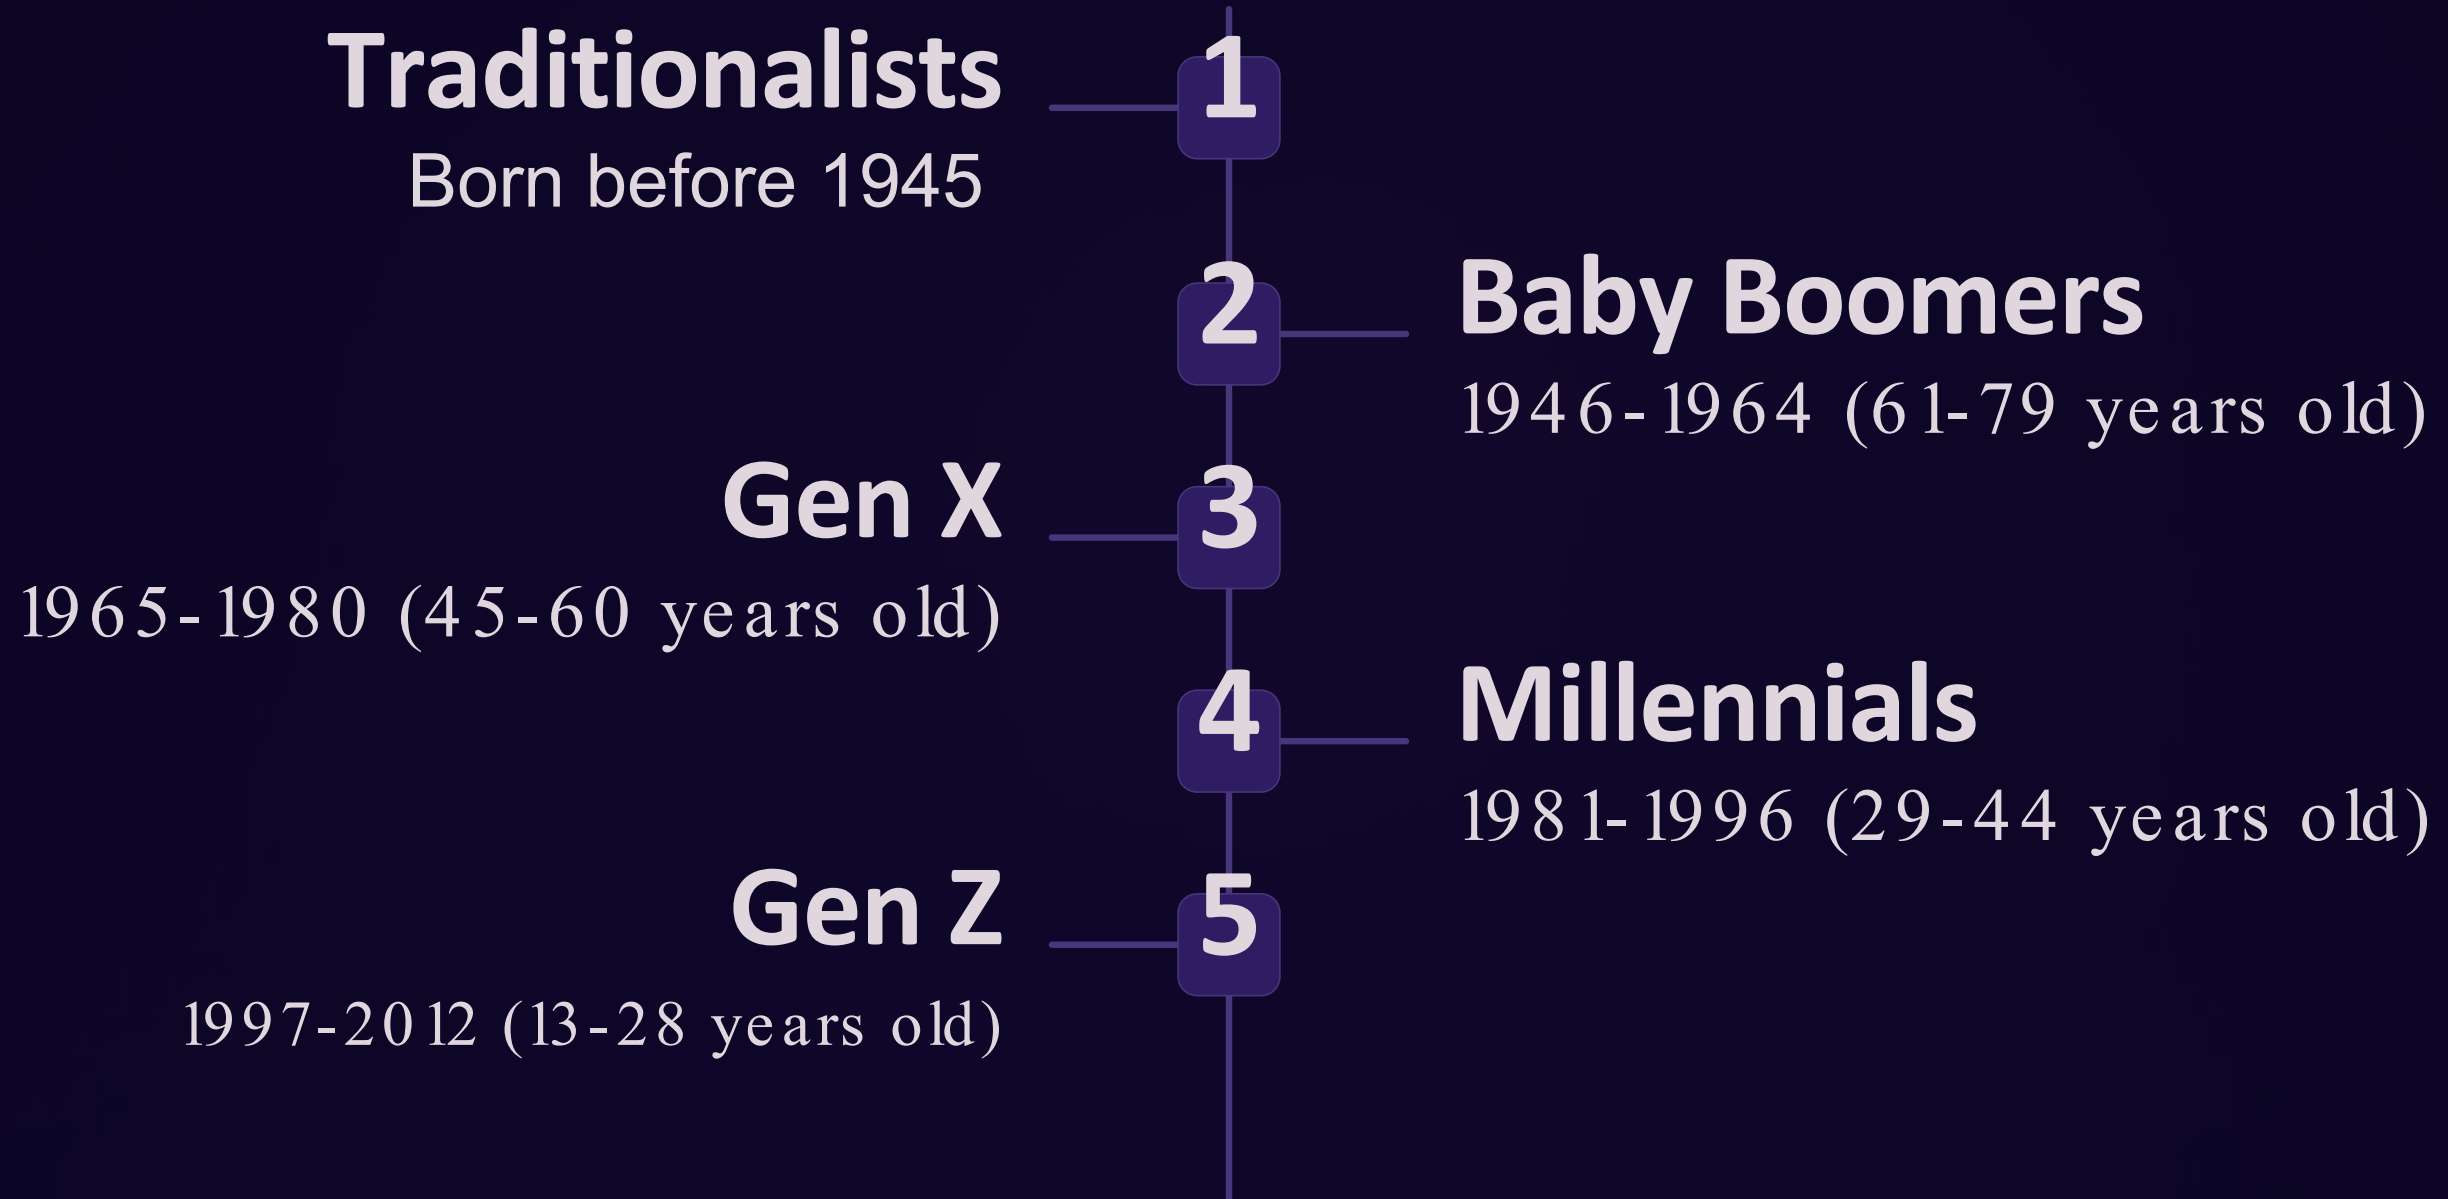 1
Traditionalists
Born before 1945
2
Baby Boomers
1946-1964 (61-79 years old)
3
Gen X
1965-1980 (45-60 years old)
4
Millennials
1981-1996 (29-44 years old)
5
Gen Z
1997-2012 (13-28 years old)